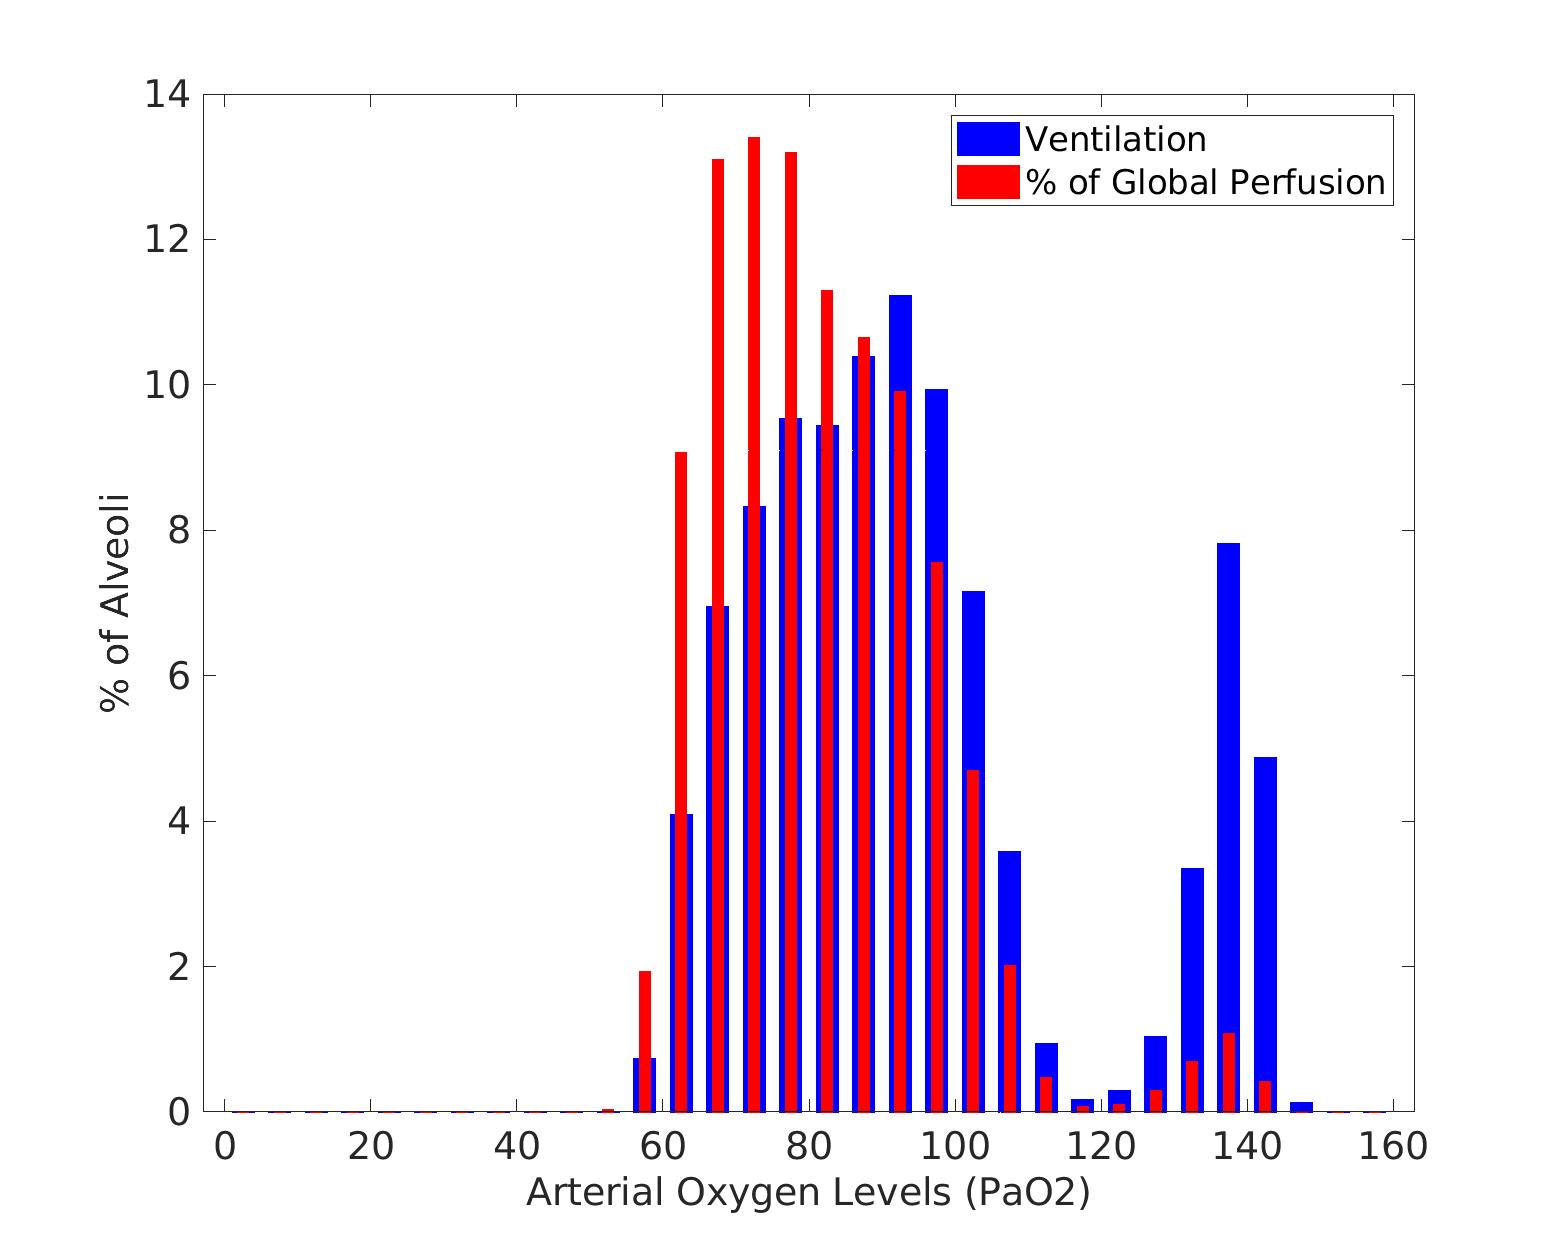 14
Ventilation
% of Global Perfusion
12
10
8
6
4
2
0
% of Alveoli
0 20 40 60 80 100 120 140 160
Arterial Oxygen Levels (PaO2)